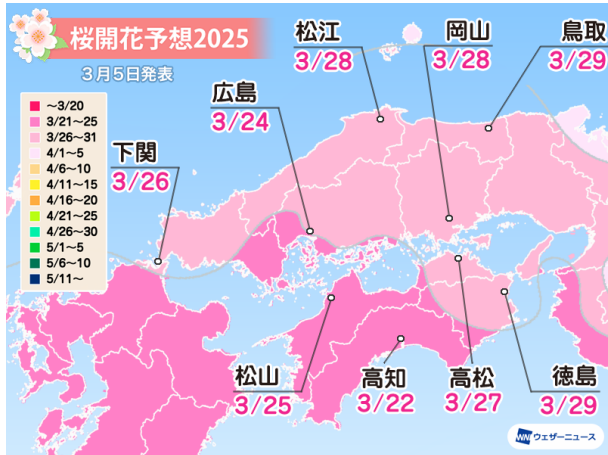 桜開花予想2025
3月5日発表
~3/20
3/21~25
3/26~31
4/1~5
4/6~10
4/11~15
4/16~20
4/21~25
4/26~30
5/1~5
5/6~10
5/11~
松江
3/28
岡山
3/28
鳥取
3/29
広島
3/24
下関
3/26
松山
3/25
高知
3/22
高松
3/27
徳島
3/29
WNI ウェザーニュース